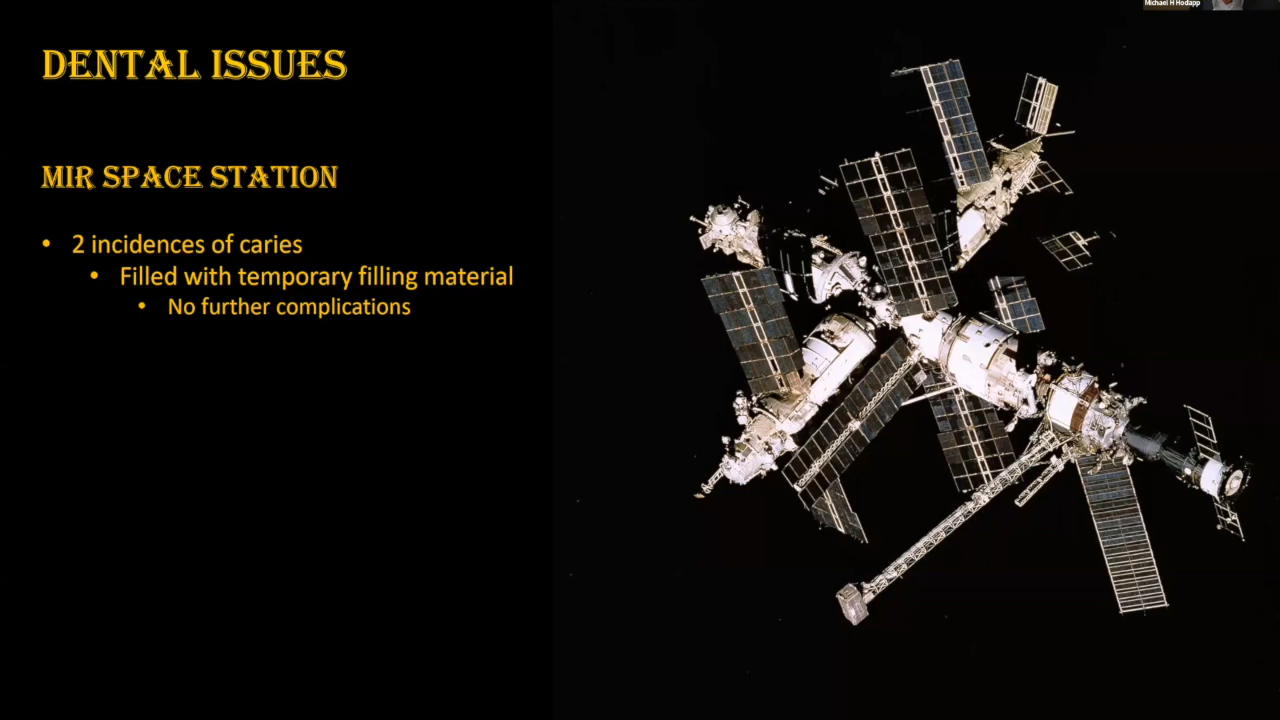 DENTAL ISSUES
MIR SPACE STATION
• 2 incidences of caries
• Filled with temporary filling material
• No further complications
Michael H Hodapp